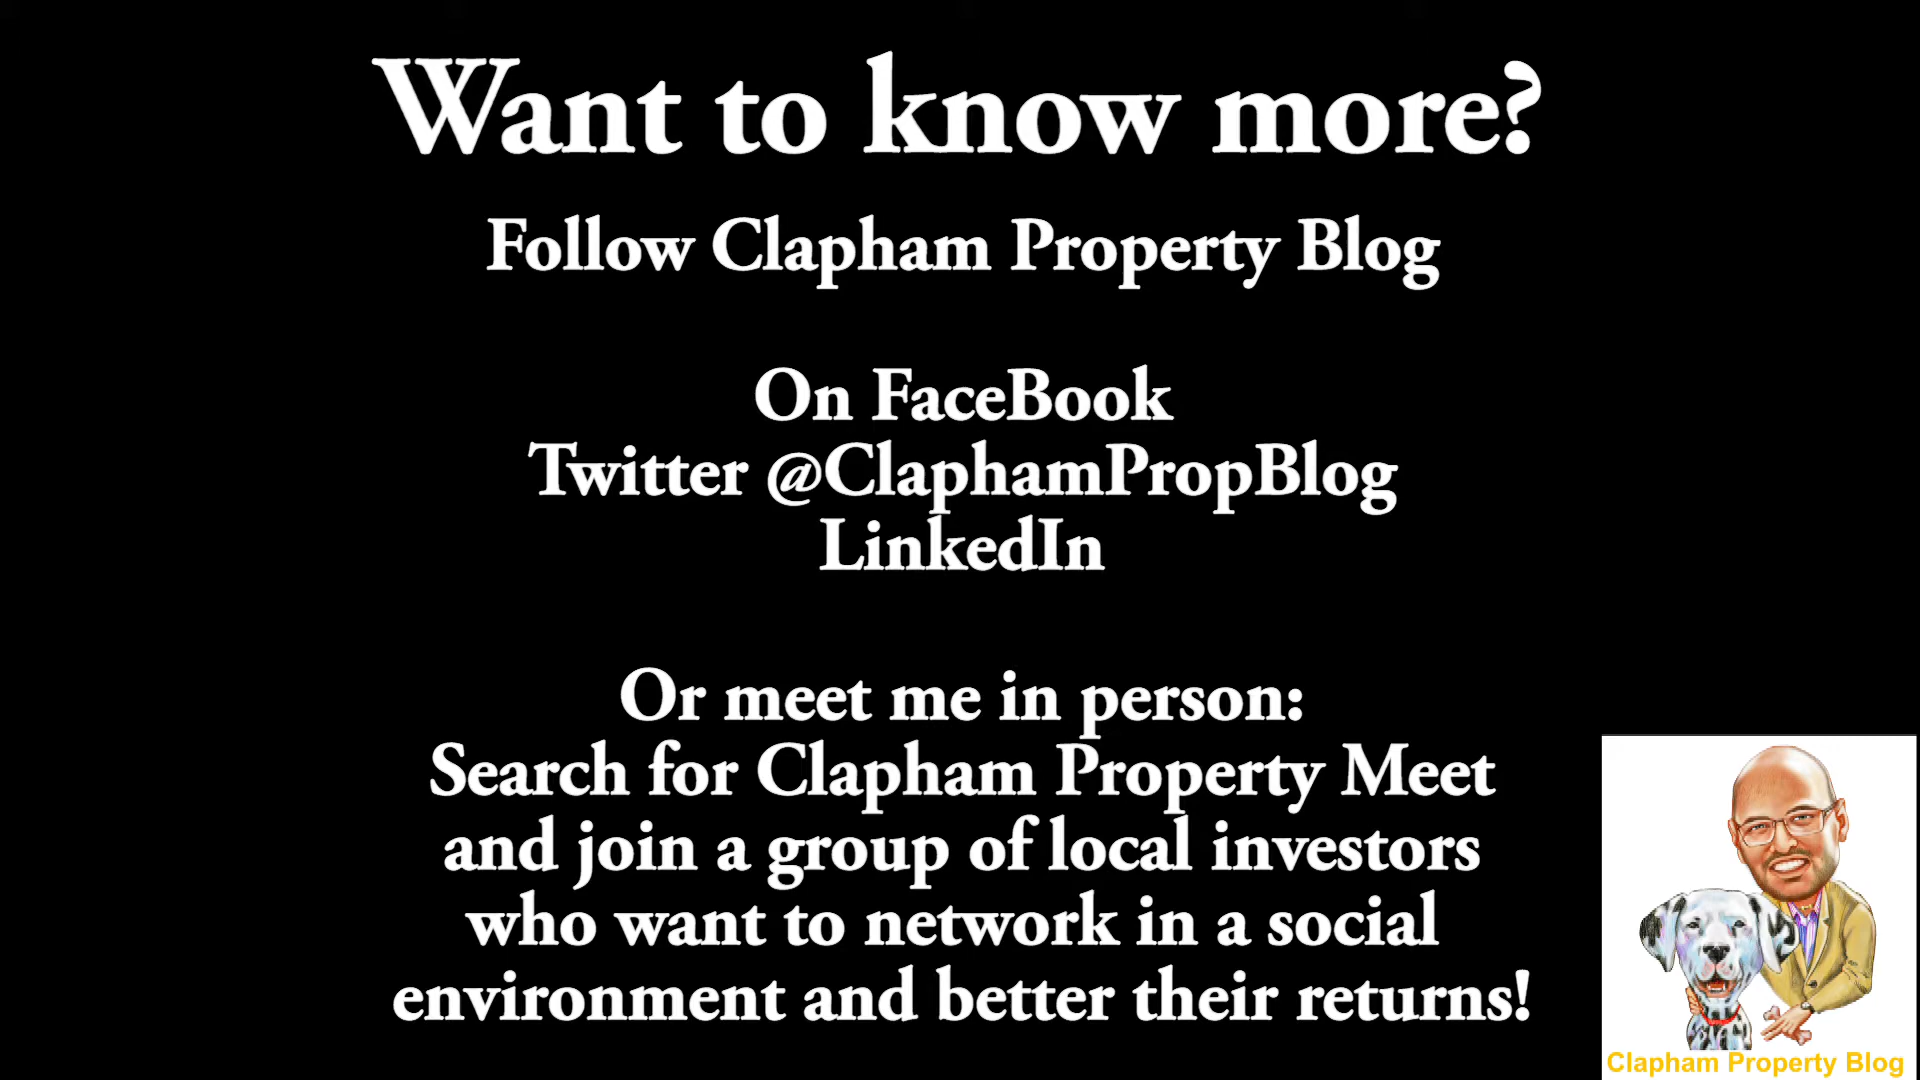 Want to know more?
Follow Clapham Property Blog
On FaceBook
Twitter @ClaphamPropBlog
LinkedIn
Or meet me in person:
Search for Clapham Property Meet
and join a group of local investors
who want to network in a social
environment and better their returns!
Clapham Property Blog